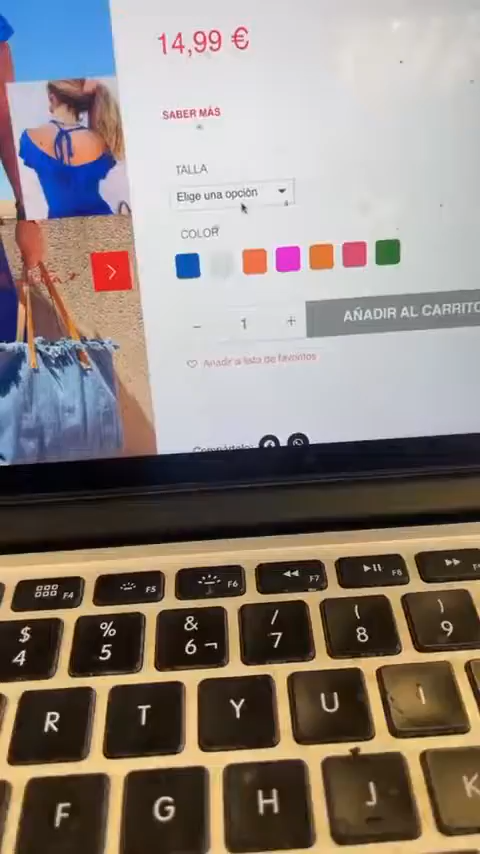 14,99 €
SABER MÁS
TALLA
Elige una opción
COLOR
− 1 +
AÑADIR AL CARRITO
♡ Añadir a lista de favoritos
Compártelo:
F4 F5 F6 F7 F8
$ % & / ( )
4 5 6 ¬ 7 8 9
R T Y U I
F G H J K